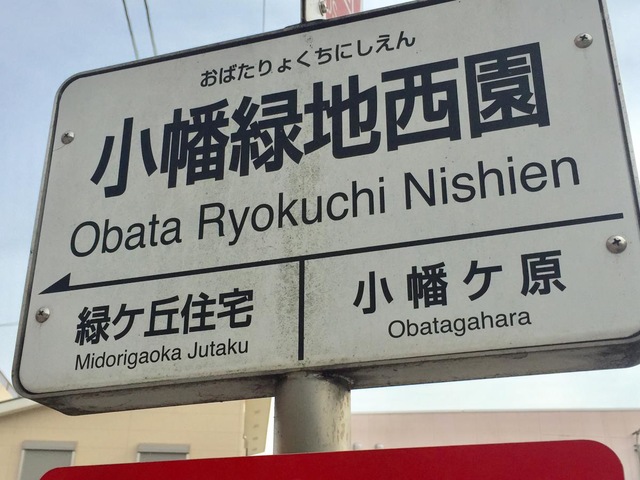 おばたりょくちにしえん
小幡緑地西園
Obata Ryokuchi Nishien
緑ケ丘住宅
Midorigaoka Jutaku
小幡ケ原
Obatagahara